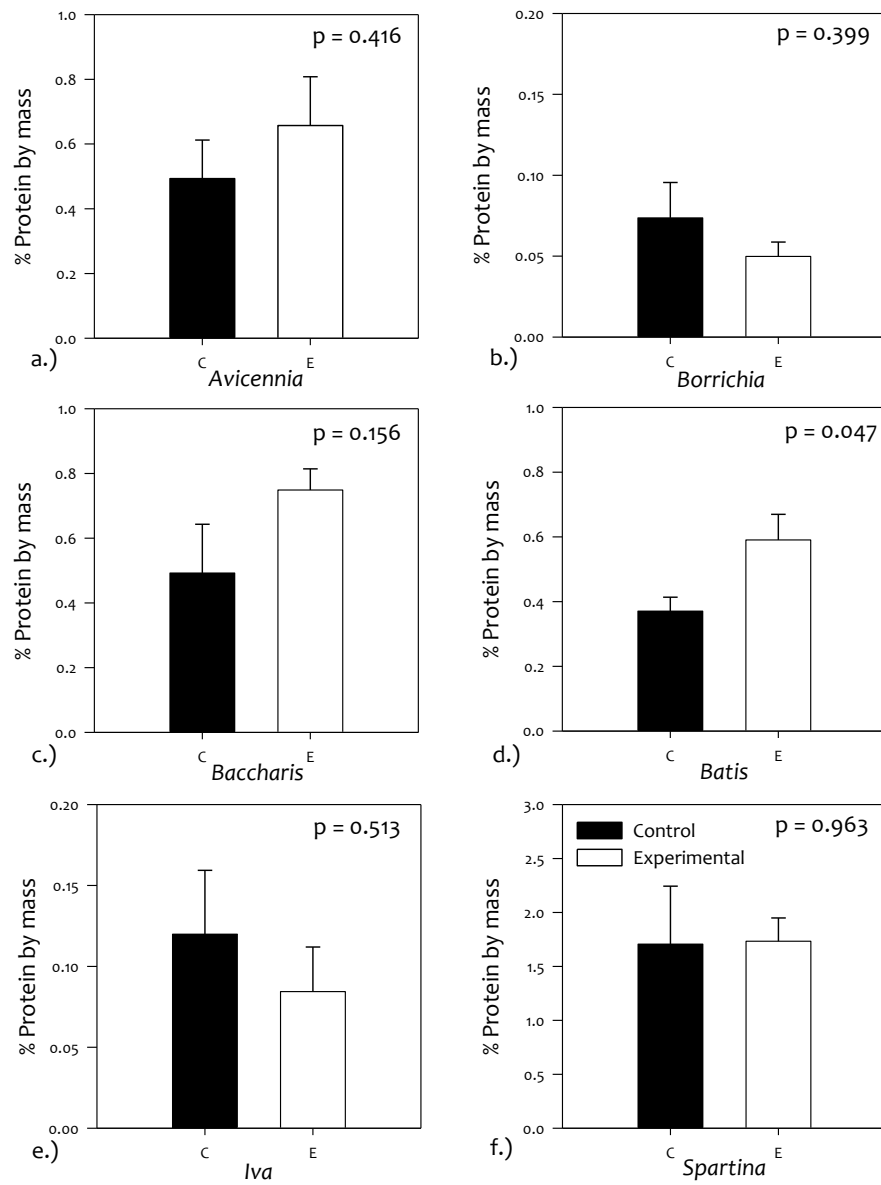 1.0
0.8
0.6
0.4
0.2
0.0
% Protein by mass
p = 0.416
C E
a.)
Avicennia
0.20
0.15
0.10
0.05
0.00
% Protein by mass
p = 0.399
C E
b.)
Borrichia
1.0
0.8
0.6
0.4
0.2
0.0
% Protein by mass
p = 0.156
C E
c.)
Baccharis
1.0
0.8
0.6
0.4
0.2
0.0
% Protein by mass
p = 0.047
C E
d.)
Batis
0.20
0.15
0.10
0.05
0.00
% Protein by mass
p = 0.513
C E
e.)
Iva
3.0
2.5
2.0
1.5
1.0
0.5
0.0
% Protein by mass
Control
Experimental
p = 0.963
C E
f.)
Spartina